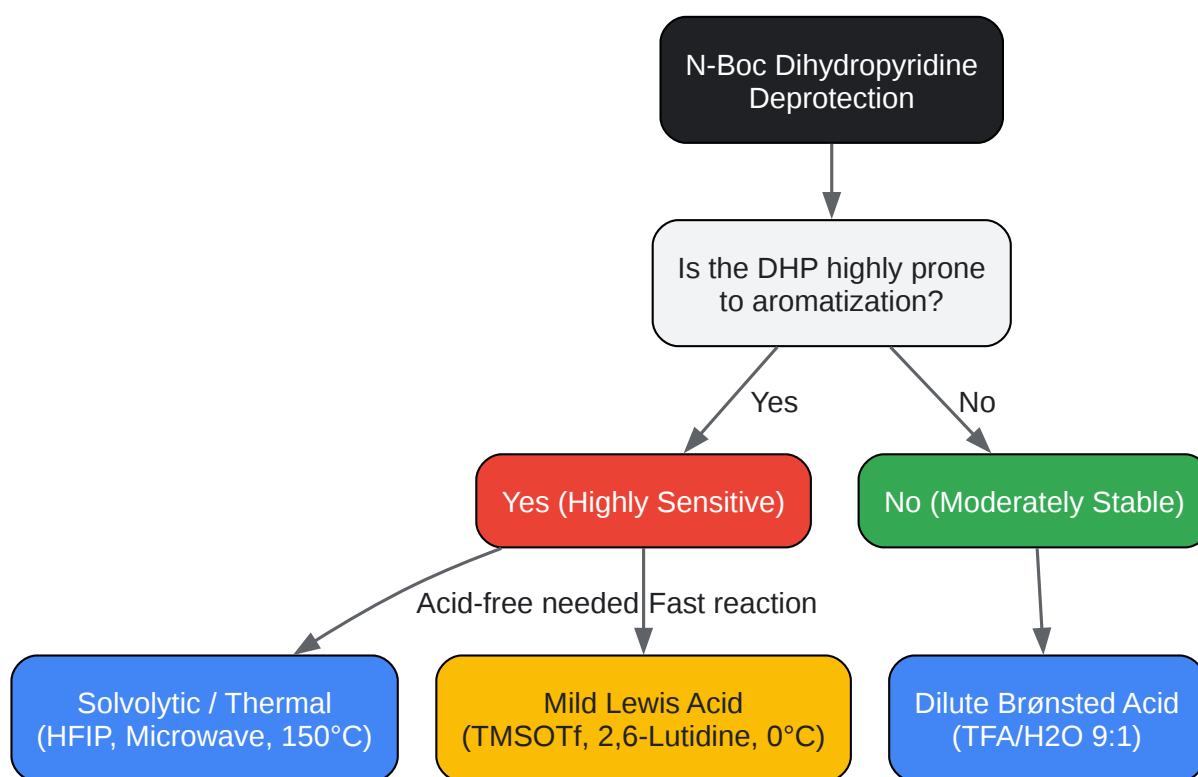 N-Boc Dihydropyridine
Deprotection
Is the DHP highly prone
to aromatization?
Yes
No
Yes (Highly Sensitive)
No (Moderately Stable)
Acid-free needed
Fast reaction
Solvolytic / Thermal
(HFIP, Microwave, 150°C)
Mild Lewis Acid
(TMSOTf, 2,6-Lutidine, 0°C)
Dilute Brønsted Acid
(TFA/H2O 9:1)